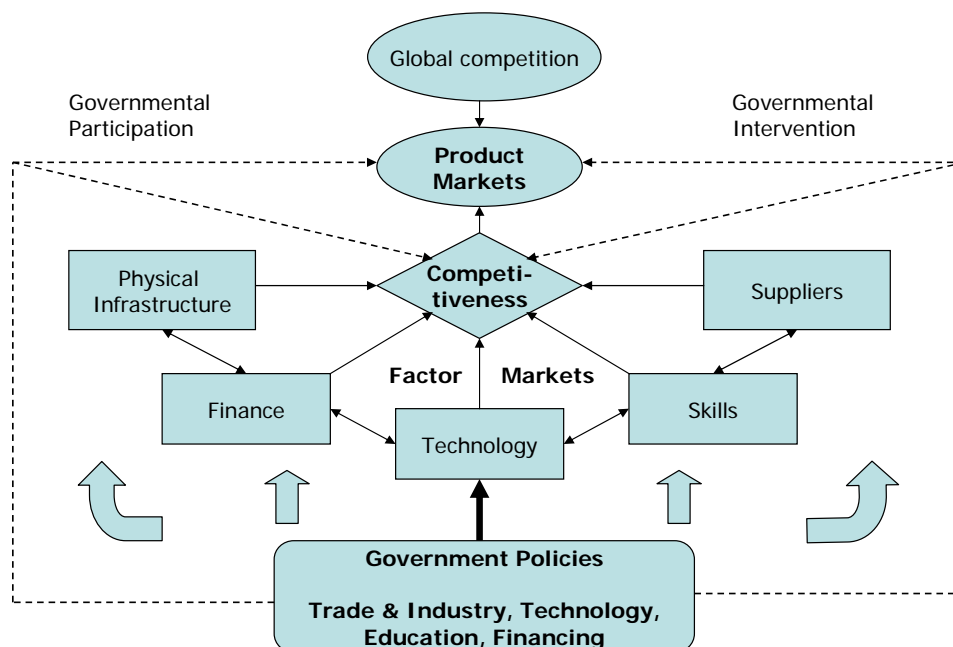 Global competition
Governmental
Participation
Governmental
Intervention
Product
Markets
Physical
Infrastructure
Competi-
tiveness
Suppliers
Factor Markets
Finance
Technology
Skills
Government Policies
Trade & Industry, Technology,
Education, Financing